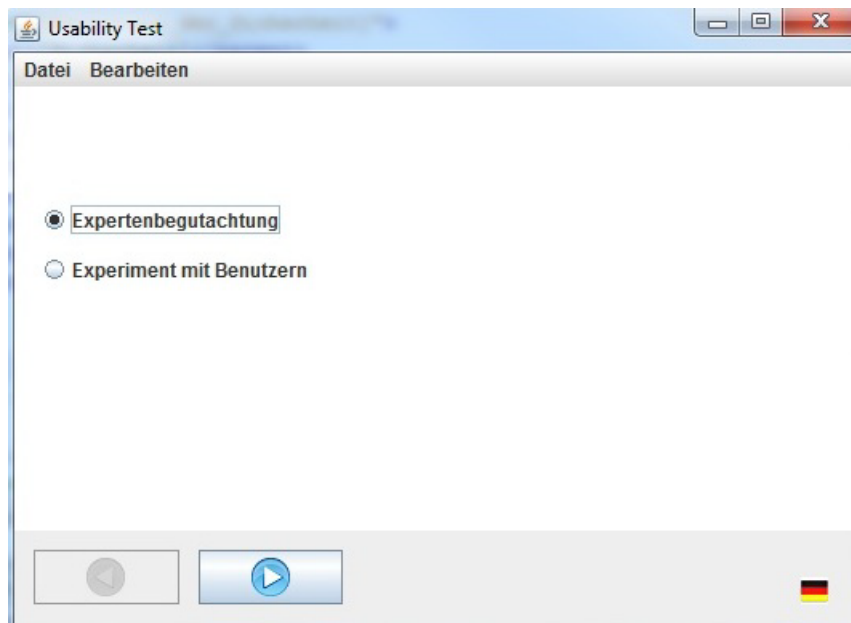 Usability Test
Datei Bearbeiten
Expertenbegutachtung
Experiment mit Benutzern